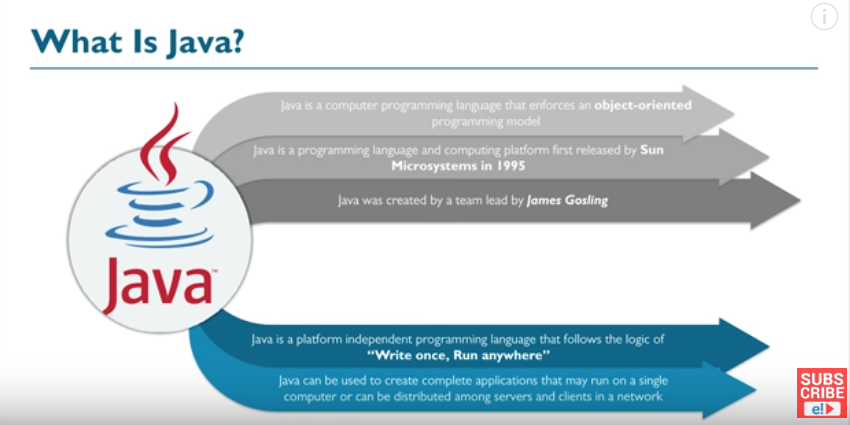 What Is Java?
Java is a computer programming language that enforces an object-oriented
programming model
Java is a programming language and computing platform first released by Sun
Microsystems in 1995
Java was created by a team lead by James Gosling
Java™
Java is a platform independent programming language that follows the logic of
“Write once, Run anywhere”
Java can be used to create complete applications that may run on a single
computer or can be distributed among servers and clients in a network
SUBS
CRIBE
e!
i